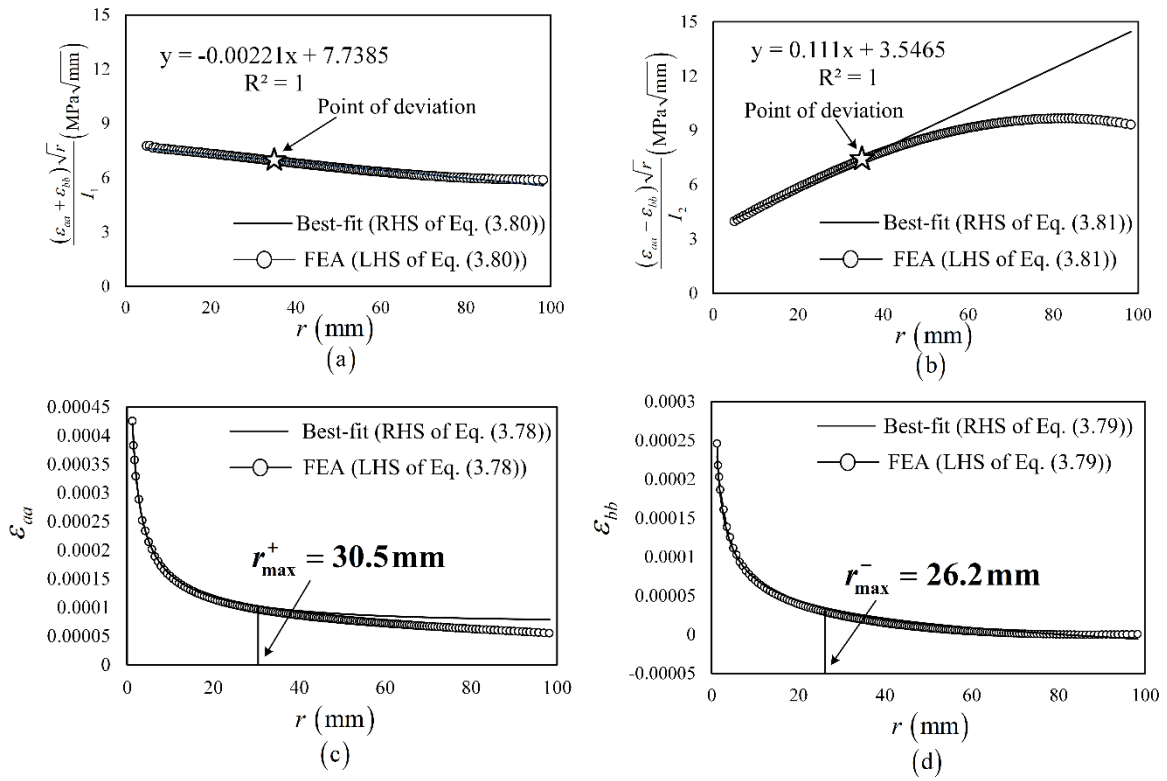 15
12
9
6
3
0
(ε_aa + ε_bb)√r / I_1 (MPa√mm)
y = -0.00221x + 7.7385
R² = 1
Point of deviation
Best-fit (RHS of Eq. (3.80))
FEA (LHS of Eq. (3.80))
0 20 40 60 80 100
r (mm)
(a)
15
12
9
6
3
0
(ε_aa − ε_bb)√r / I_2 (MPa√mm)
y = 0.111x + 3.5465
R² = 1
Point of deviation
Best-fit (RHS of Eq. (3.81))
FEA (LHS of Eq. (3.81))
0 20 40 60 80 100
r (mm)
(b)
0.00045
0.0004
0.00035
0.0003
0.00025
0.0002
0.00015
0.0001
0.00005
0
ε_aa
Best-fit (RHS of Eq. (3.78))
FEA (LHS of Eq. (3.78))
r⁺_max = 30.5 mm
0 20 40 60 80 100
r (mm)
(c)
0.0003
0.00025
0.0002
0.00015
0.0001
0.00005
0
-0.00005
ε_bb
Best-fit (RHS of Eq. (3.79))
FEA (LHS of Eq. (3.79))
r⁻_max = 26.2 mm
0 20 40 60 80 100
r (mm)
(d)